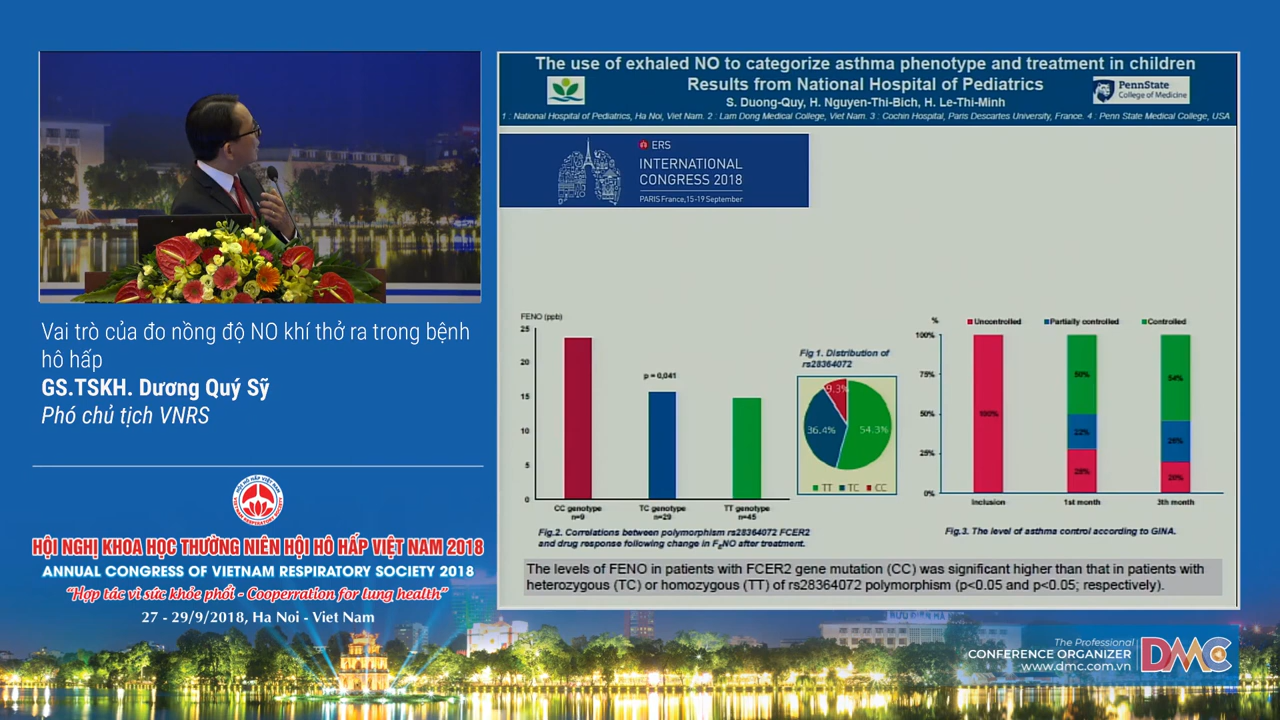 Vai trò của đo nồng độ NO khí thở ra trong bệnh
hô hấp
GS.TSKH. Dương Quý Sỹ
Phó chủ tịch VNRS
HỘI HÔ HẤP VIỆT NAM
HỘI NGHỊ KHOA HỌC THƯỜNG NIÊN HỘI HÔ HẤP VIỆT NAM 2018
ANNUAL CONGRESS OF VIETNAM RESPIRATORY SOCIETY 2018
"Hợp tác vì sức khỏe phổi - Cooperration for lung health"
27 - 29/9/2018, Ha Noi - Viet Nam
The use of exhaled NO to categorize asthma phenotype and treatment in children
Results from National Hospital of Pediatrics
PennState
College of Medicine
S. Duong-Quy, H. Nguyen-Thi-Bich, H. Le-Thi-Minh
1 : National Hospital of Pediatrics, Ha Noi, Viet Nam. 2 : Lam Dong Medical College, Viet Nam. 3 : Cochin Hospital, Paris Descartes University, France. 4 : Penn State Medical College, USA
ERS
INTERNATIONAL
CONGRESS 2018
PARIS France, 15-19 September
FENO (ppb)
25
20
15
10
5
0
p = 0,041
CC genotype
n=9
TC genotype
n=29
TT genotype
n=45
Fig.2. Correlations between polymorphism rs28364072 FCER2
and drug response following change in FENO after treatment.
Fig 1. Distribution of
rs28364072
9.3%
36.4%
54.3%
TT TC CC
%
Uncontrolled Partially controlled Controlled
100%
75%
50%
25%
0%
100%
50%
22%
28%
54%
26%
20%
Inclusion
1st month
3th month
Fig.3. The level of asthma control according to GINA.
The levels of FENO in patients with FCER2 gene mutation (CC) was significant higher than that in patients with
heterozygous (TC) or homozygous (TT) of rs28364072 polymorphism (p<0.05 and p<0.05; respectively).
BƯU ĐIỆN HÀ NỘI
The Professional
CONFERENCE ORGANIZER
www.dmc.com.vn
DMC